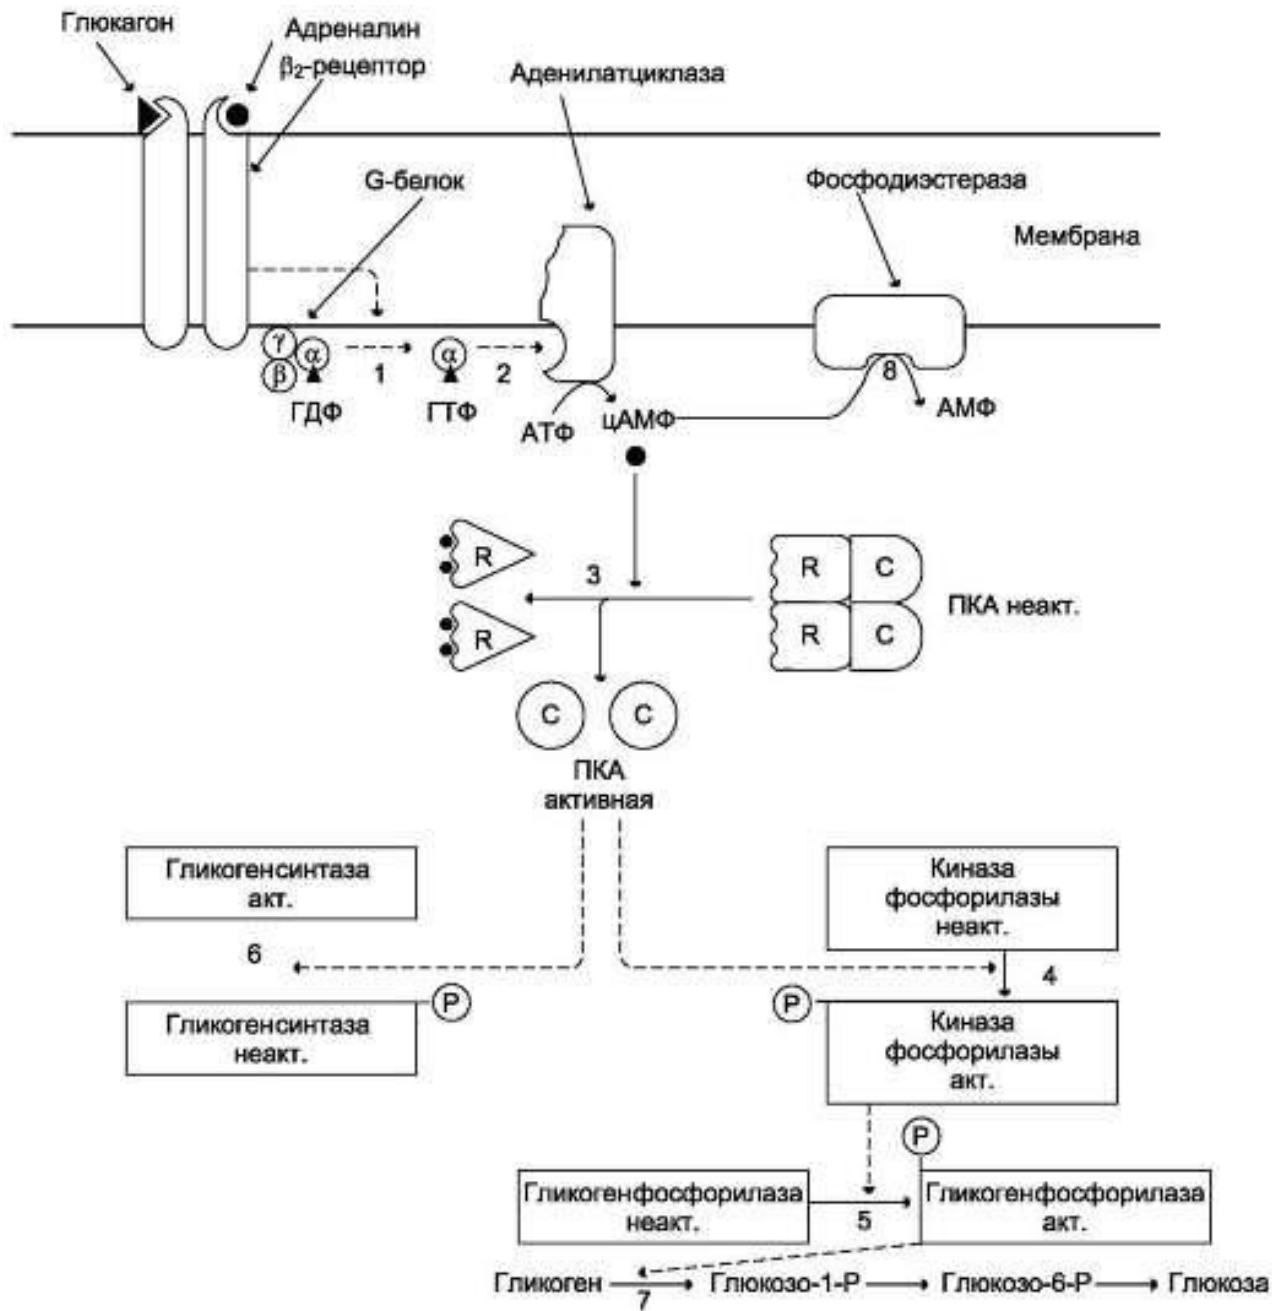 Глюкагон
Адреналин
β₂-рецептор
Аденилатциклаза
G-белок
Фосфодиэстераза
Мембрана
γ
β
α
1
α
2
8
ГДФ
ГТФ
АТФ
цАМФ
АМФ
R
3
R
C
R
R
C
ПКА неакт.
C
C
ПКА
активная
Гликогенсинтаза
акт.
Киназа
фосфорилазы
неакт.
6
4
P
P
Гликогенсинтаза
неакт.
Киназа
фосфорилазы
акт.
P
Гликогенфосфорилаза
неакт.
5
Гликогенфосфорилаза
акт.
Гликоген
7
Глюкозо-1-Р
Глюкозо-6-Р
Глюкоза